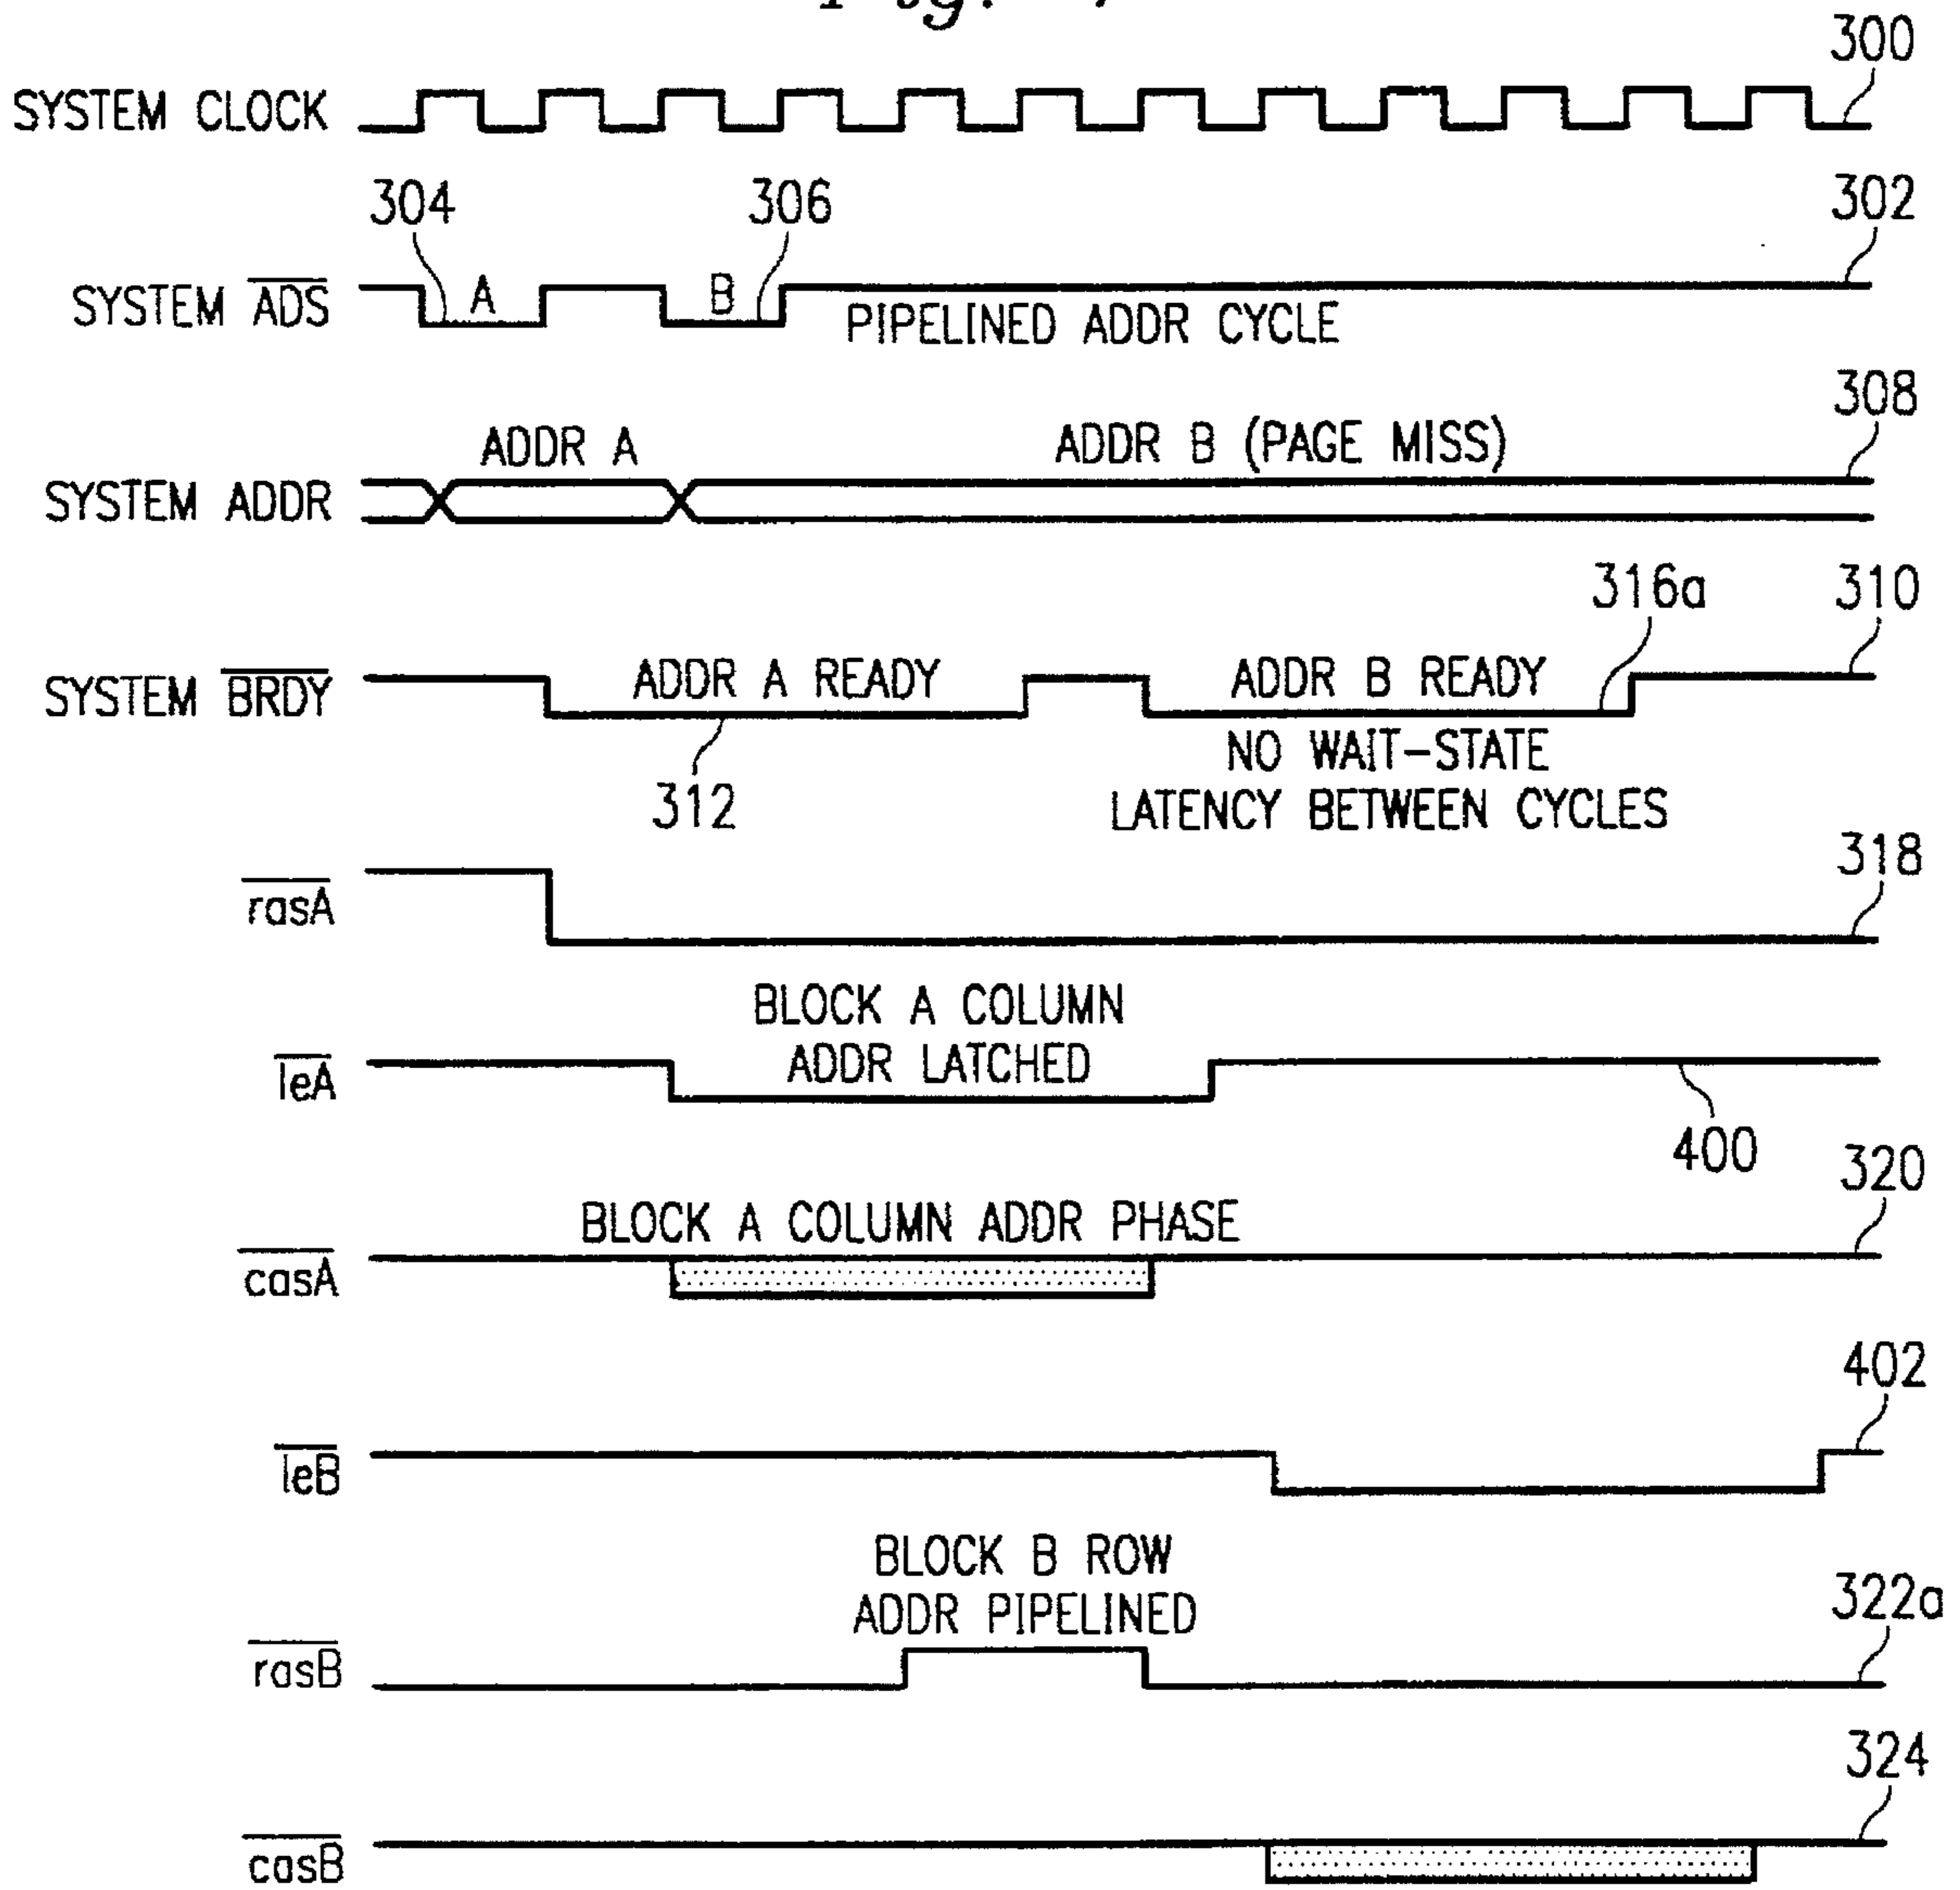 Fig.
300
SYSTEM CLOCK
304
306
302
SYSTEM ADS
A
B
PIPELINED ADDR CYCLE
308
ADDR A
ADDR B (PAGE MISS)
SYSTEM ADDR
316a
310
SYSTEM BRDY
ADDR A READY
ADDR B READY
NO WAIT-STATE
LATENCY BETWEEN CYCLES
312
318
rasA
BLOCK A COLUMN
ADDR LATCHED
leA
400
320
BLOCK A COLUMN ADDR PHASE
casA
402
leB
BLOCK B ROW
ADDR PIPELINED
322a
rasB
324
casB